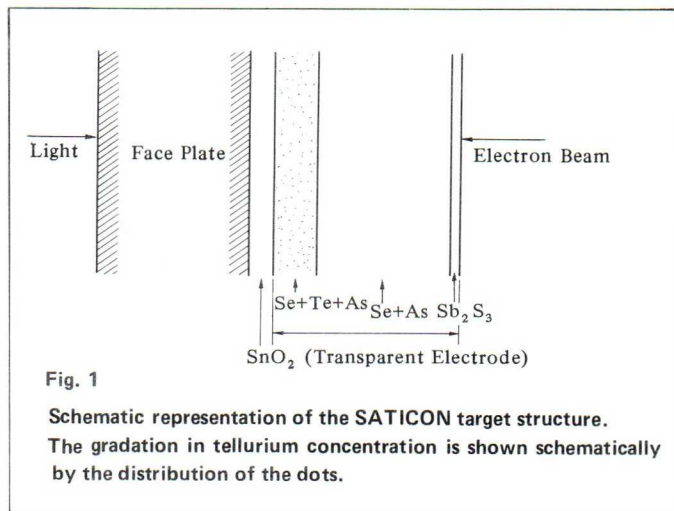 Light
Face Plate
Electron Beam
Se+Te+As
Se+As
Sb₂S₃
SnO₂ (Transparent Electrode)
Fig. 1
Schematic representation of the SATICON target structure.
The gradation in tellurium concentration is shown schematically
by the distribution of the dots.